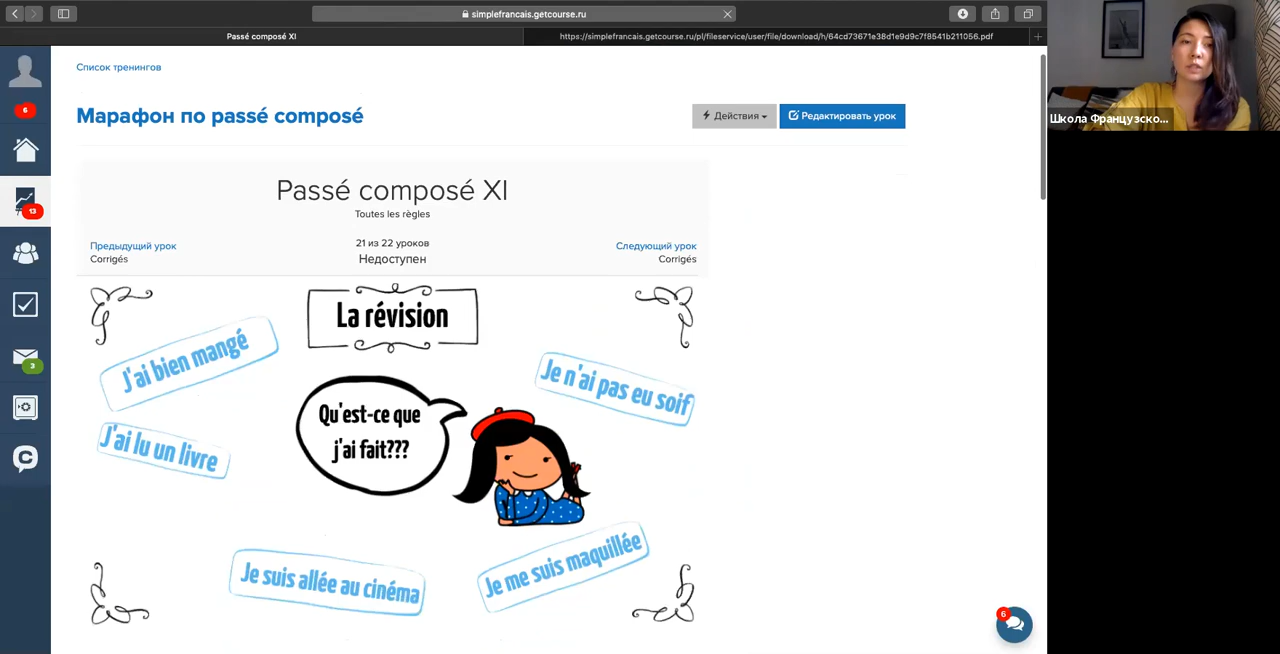 simplefrancais.getcourse.ru
Passé composé XI
https://simplefrancais.getcourse.ru/pl/fileservice/user/file/download/h/64cd73671e38d1e9d9c7f8541b211056.pdf
Список тренингов
6
Марафон по passé composé
Действия
Редактировать урок
Школа Французско...
13
Passé composé XI
Toutes les règles
Предыдущий урок
Corrigés
21 из 22 уроков
Недоступен
Следующий урок
Corrigés
La révision
J'ai bien mangé
Je n'ai pas eu soif
Qu'est-ce que
j'ai fait???
J'ai lu un livre
3
Je suis allée au cinéma
Je me suis maquillée
6